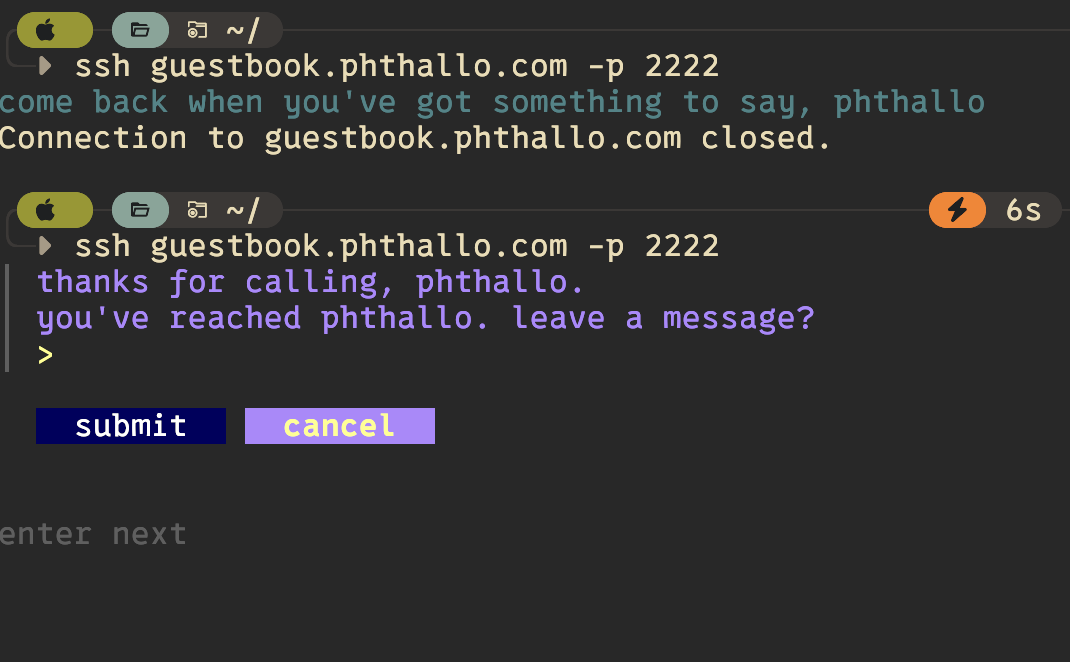 ~/
ssh guestbook.phthallo.com -p 2222
come back when you've got something to say, phthallo
Connection to guestbook.phthallo.com closed.
~/ 6s
ssh guestbook.phthallo.com -p 2222
thanks for calling, phthallo.
you've reached phthallo. leave a message?
>
submit cancel
enter next